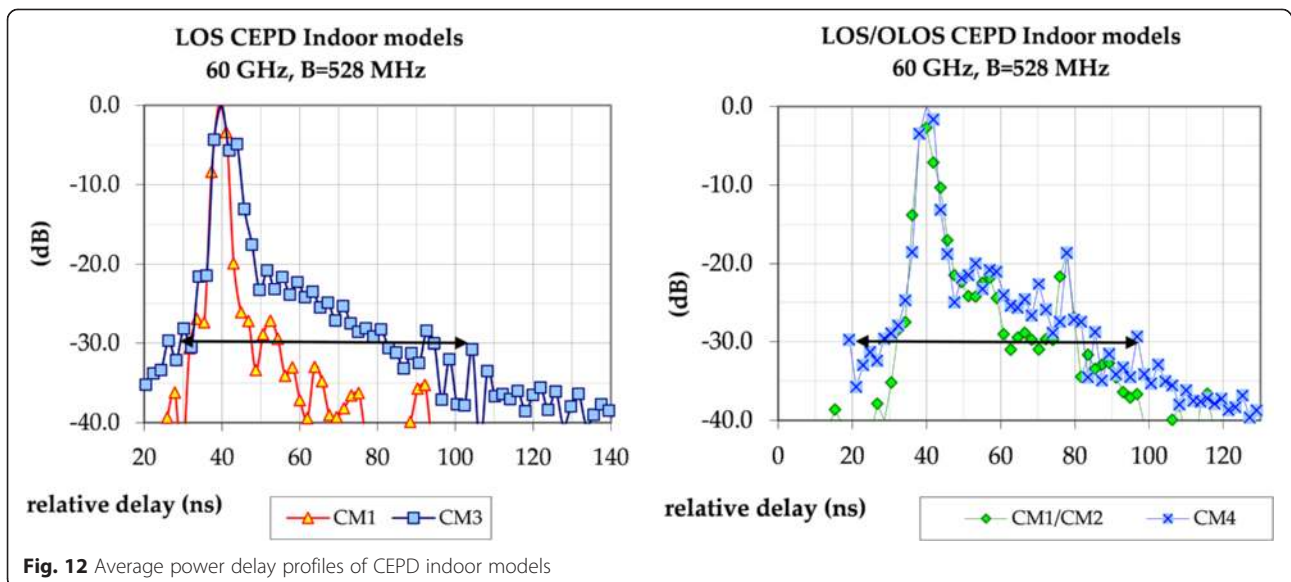 LOS CEPD Indoor models
60 GHz, B=528 MHz
0.0
-10.0
-20.0
-30.0
-40.0
(dB)
20 40 60 80 100 120 140
relative delay (ns)
CM1 CM3
LOS/OLOS CEPD Indoor models
60 GHz, B=528 MHz
0.0
-10.0
-20.0
-30.0
-40.0
(dB)
0 20 40 60 80 100 120
relative delay (ns)
CM1/CM2 CM4
Fig. 12 Average power delay profiles of CEPD indoor models